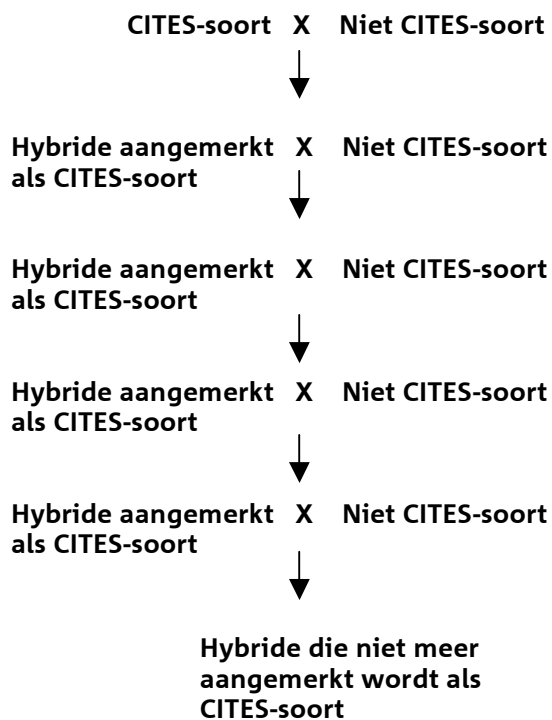 CITES-soort X Niet CITES-soort
Hybride aangemerkt X Niet CITES-soort
als CITES-soort
Hybride aangemerkt X Niet CITES-soort
als CITES-soort
Hybride aangemerkt X Niet CITES-soort
als CITES-soort
Hybride aangemerkt X Niet CITES-soort
als CITES-soort
Hybride die niet meer
aangemerkt wordt als
CITES-soort